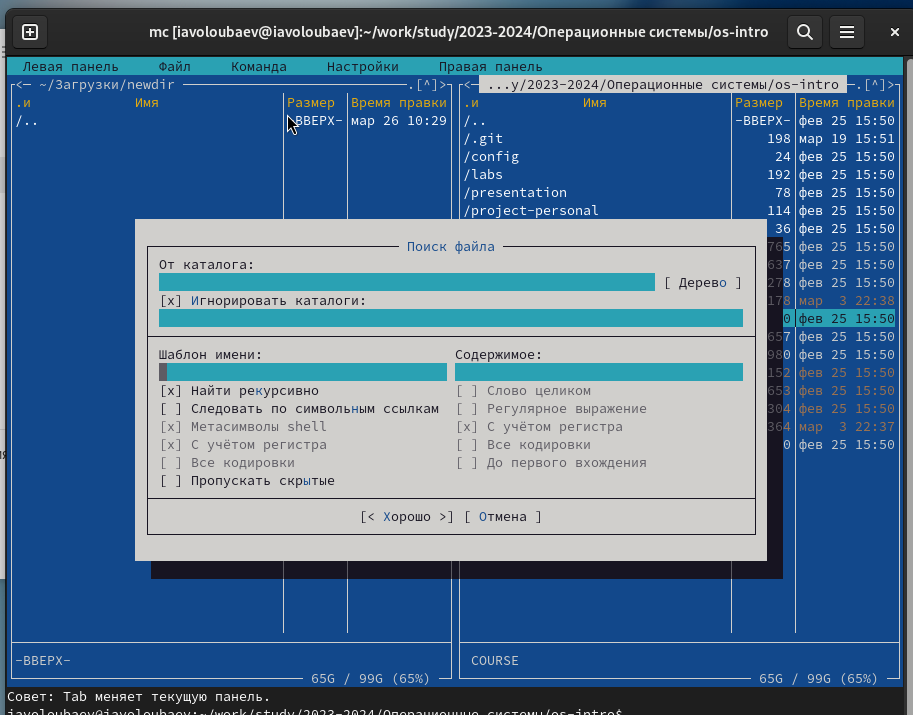 mc [iavoloubaev@iavoloubaev]:~/work/study/2023-2024/Операционные системы/os-intro
Левая панель Файл Команда Настройки Правая панель
<─ ~/Загрузки/newdir .[^]> <─ ...y/2023-2024/Операционные системы/os-intro .[^]>
.и Имя Размер Время правки .и Имя Размер Время правки
/.. -ВВЕРХ- мар 26 10:29 /.. -ВВЕРХ- фев 25 15:50
/.git 198 мар 19 15:51
/config 24 фев 25 15:50
/labs 192 фев 25 15:50
/presentation 78 фев 25 15:50
/project-personal 114 фев 25 15:50
36 фев 25 15:50
Поиск файла 765 фев 25 15:50
От каталога: 637 фев 25 15:50
[ Дерево ] 278 фев 25 15:50
[x] Игнорировать каталоги: 178 мар 3 22:38
0 фев 25 15:50
657 фев 25 15:50
Шаблон имени: Содержимое: 980 фев 25 15:50
152 фев 25 15:50
[x] Найти рекурсивно [ ] Слово целиком 653 фев 25 15:50
[ ] Следовать по символьным ссылкам [ ] Регулярное выражение 304 фев 25 15:50
[x] Метасимволы shell [x] С учётом регистра 364 мар 3 22:37
[x] С учётом регистра [ ] Все кодировки 0 фев 25 15:50
[ ] Все кодировки [ ] До первого вхождения
[ ] Пропускать скрытые
[< Хорошо >] [ Отмена ]
-ВВЕРХ- COURSE
65G / 99G (65%) 65G / 99G (65%)
Совет: Tab меняет текущую панель.
iavoloubaev@iavoloubaev:~/work/study/2023-2024/Операционные системы/os-intro$